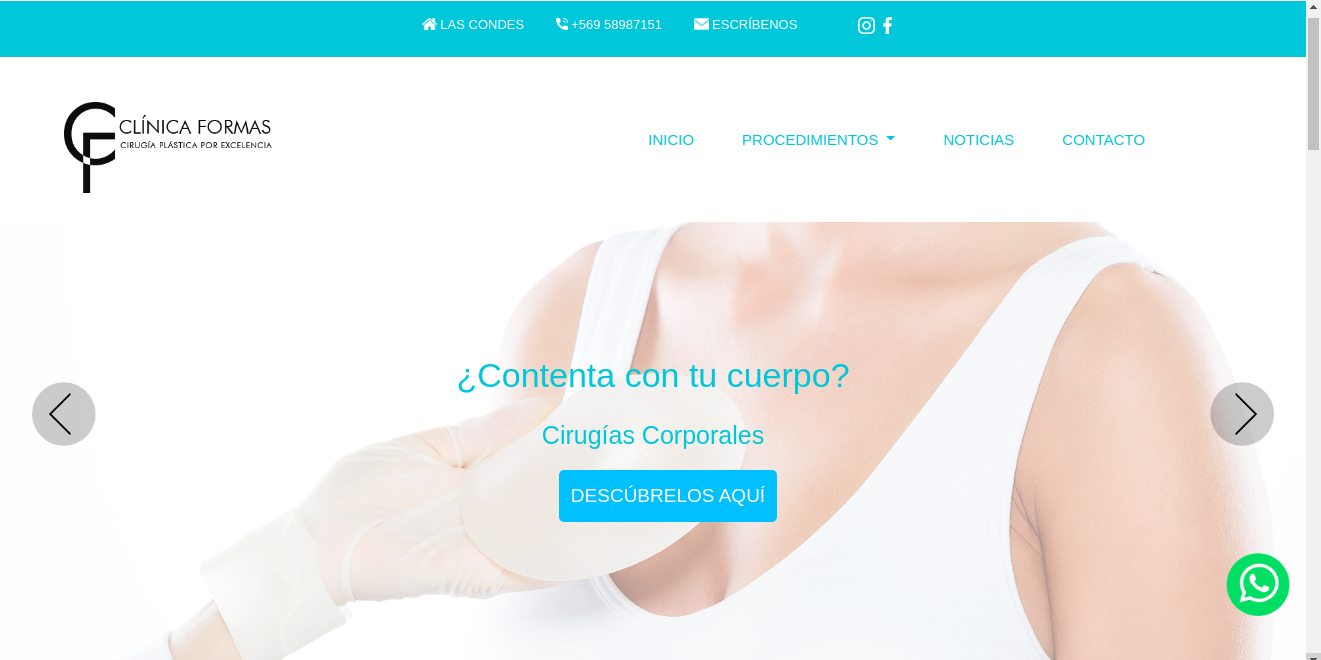 LAS CONDES +569 58987151 ESCRÍBENOS
CLÍNICA FORMAS
CIRUGÍA PLÁSTICA POR EXCELENCIA
INICIO PROCEDIMIENTOS NOTICIAS CONTACTO
¿Contenta con tu cuerpo?
Cirugías Corporales
DESCÚBRELOS AQUÍ